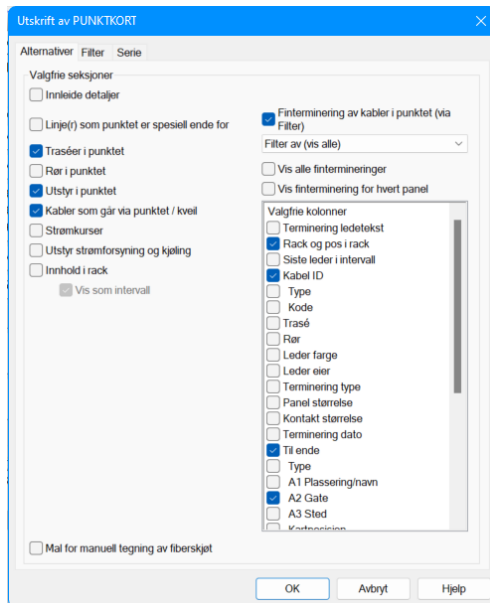 Utskrift av PUNKTKORT
Alternativer Filter Serie
Valgfrie seksjoner
Innleide detaljer
Linje(r) som punktet er spesiell ende for
Traséer i punktet
Rør i punktet
Utstyr i punktet
Kabler som går via punktet / kveil
Strømkurser
Utstyr strømforsyning og kjøling
Innhold i rack
Vis som intervall
Finterminering av kabler i punktet (via
Filter)
Filter av (vis alle)
Vis alle fintermineringer
Vis finterminering for hvert panel
Valgfrie kolonner
Terminering ledetekst
Rack og pos i rack
Siste leder i intervall
Kabel ID
Type
Kode
Trasé
Rør
Leder farge
Leder eier
Terminering type
Panel størrelse
Kontakt størrelse
Terminering dato
Til ende
Type
A1 Plassering/navn
A2 Gate
A3 Sted
Kartposisjon
Mal for manuell tegning av fiberskjøt
OK Avbryt Hjelp